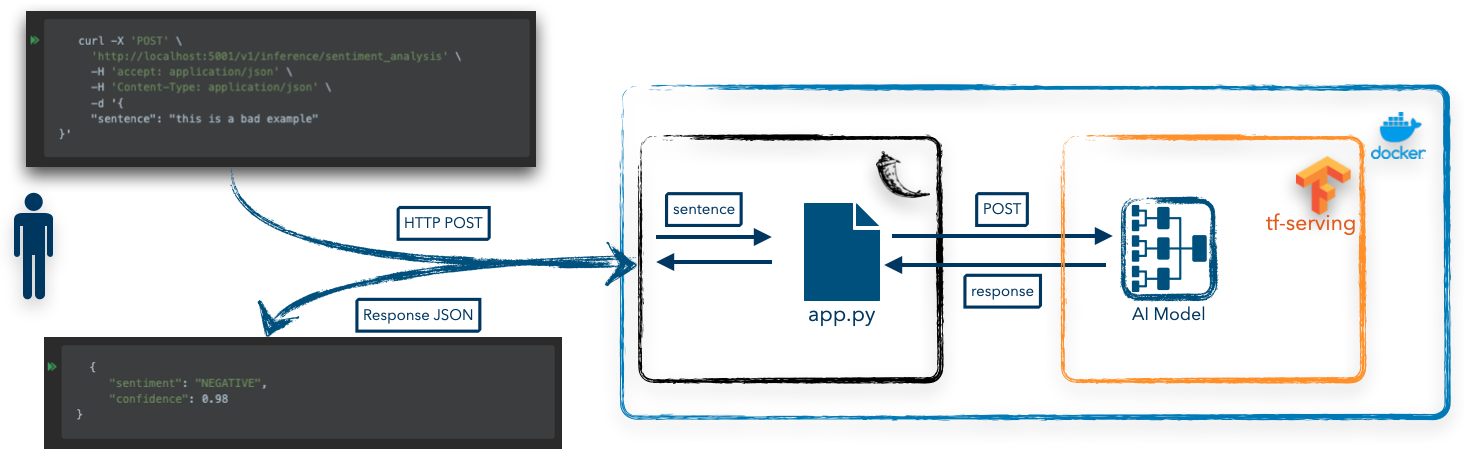 curl -X 'POST' \
'http://localhost:5001/v1/inference/sentiment_analysis' \
-H 'accept: application/json' \
-H 'Content-Type: application/json' \
-d '{
"sentence": "this is a bad example"
}'
HTTP POST
Response JSON
{
"sentiment": "NEGATIVE",
"confidence": 0.98
}
sentence
app.py
POST
response
AI Model
tf-serving
docker